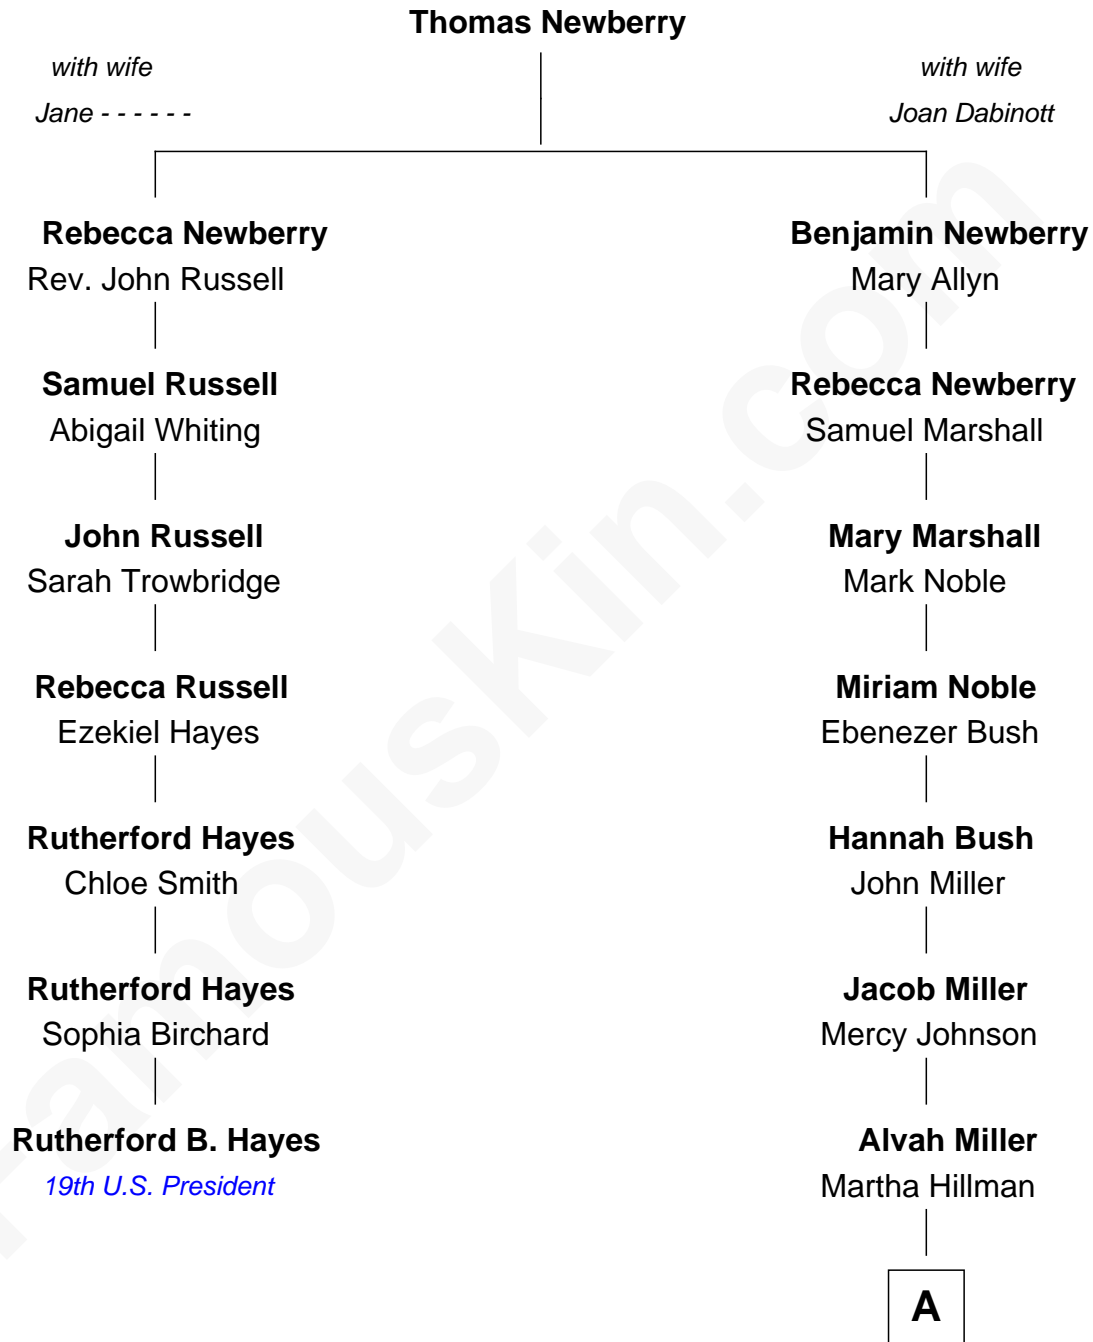 Thomas Newberry
with wife
Jane - - - - - -
with wife
Joan Dabinott
Rebecca Newberry
Rev. John Russell
Samuel Russell
Abigail Whiting
John Russell
Sarah Trowbridge
Rebecca Russell
Ezekiel Hayes
Rutherford Hayes
Chloe Smith
Rutherford Hayes
Sophia Birchard
Rutherford B. Hayes
19th U.S. President
Benjamin Newberry
Mary Allyn
Rebecca Newberry
Samuel Marshall
Mary Marshall
Mark Noble
Miriam Noble
Ebenezer Bush
Hannah Bush
John Miller
Jacob Miller
Mercy Johnson
Alvah Miller
Martha Hillman
A
FamousKin.com